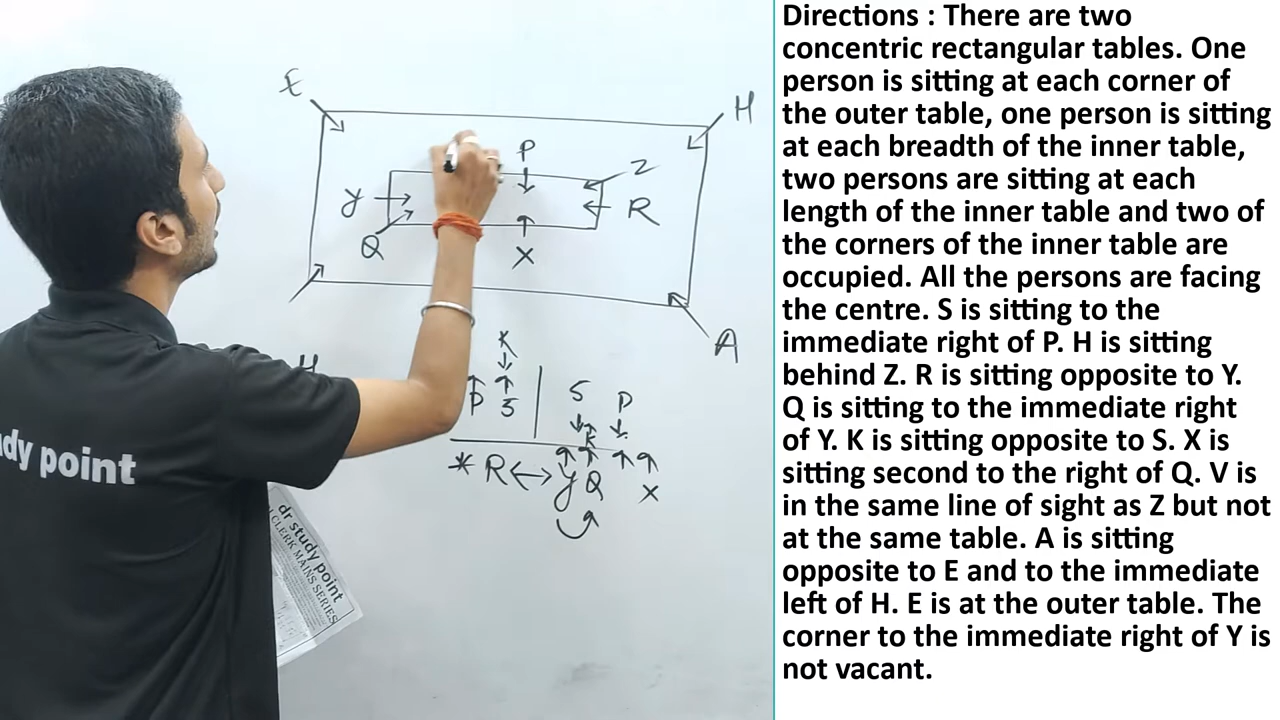 Directions : There are two
concentric rectangular tables. One
person is sitting at each corner of
the outer table, one person is sitting
at each breadth of the inner table,
two persons are sitting at each
length of the inner table and two of
the corners of the inner table are
occupied. All the persons are facing
the centre. S is sitting to the
immediate right of P. H is sitting
behind Z. R is sitting opposite to Y.
Q is sitting to the immediate right
of Y. K is sitting opposite to S. X is
sitting second to the right of Q. V is
in the same line of sight as Z but not
at the same table. A is sitting
opposite to E and to the immediate
left of H. E is at the outer table. The
corner to the immediate right of Y is
not vacant.
E
H
P
Z
y
R
Q
X
A
H
K
P S
S P
K
* R ↔ y Q
X
dy point
dr study point
CLERK MAINS SERIES